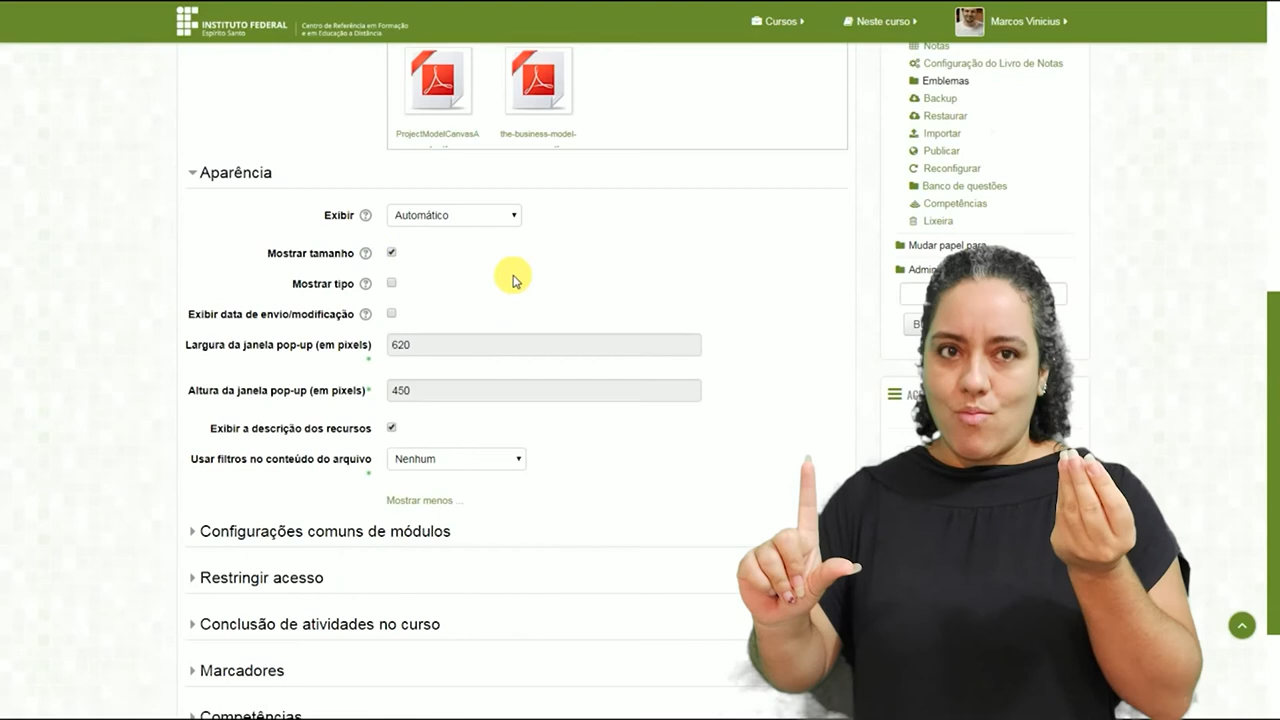 INSTITUTO FEDERAL
Espírito Santo
Centro de Referência em Formação
e em Educação a Distância
Cursos
Neste curso
Marcos Vinicius
ProjectModelCanvasA
the-business-model-
Aparência
Exibir
Automático
Mostrar tamanho
Mostrar tipo
Exibir data de envio/modificação
Largura da janela pop-up (em pixels)
*
620
Altura da janela pop-up (em pixels)*
450
Exibir a descrição dos recursos
Usar filtros no conteúdo do arquivo
*
Nenhum
Mostrar menos ...
Configurações comuns de módulos
Restringir acesso
Conclusão de atividades no curso
Marcadores
Competências
Notas
Configuração do Livro de Notas
Emblemas
Backup
Restaurar
Importar
Publicar
Reconfigurar
Banco de questões
Competências
Lixeira
Mudar papel para